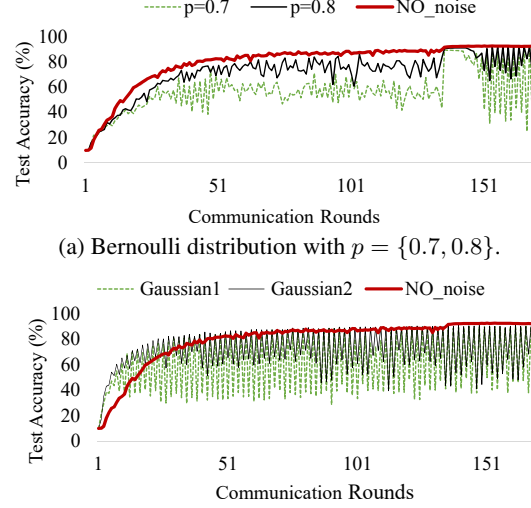 p=0.7 p=0.8 NO_noise
100
80
60
40
20
0
Test Accuracy (%)
1 51 101 151
Communication Rounds
(a) Bernoulli distribution with p = {0.7, 0.8}.
Gaussian1 Gaussian2 NO_noise
100
80
60
40
20
0
Test Accuracy (%)
1 51 101 151
Communication Rounds